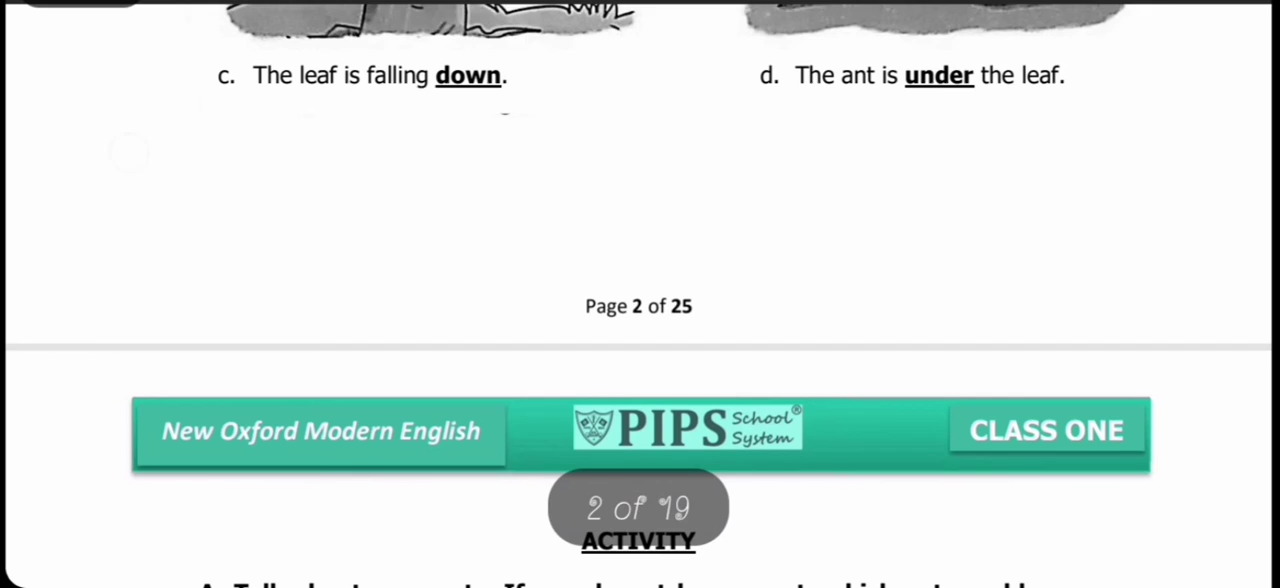 c. The leaf is falling down.
d. The ant is under the leaf.
Page 2 of 25
New Oxford Modern English
PIPS School® System
CLASS ONE
2 of 19
ACTIVITY